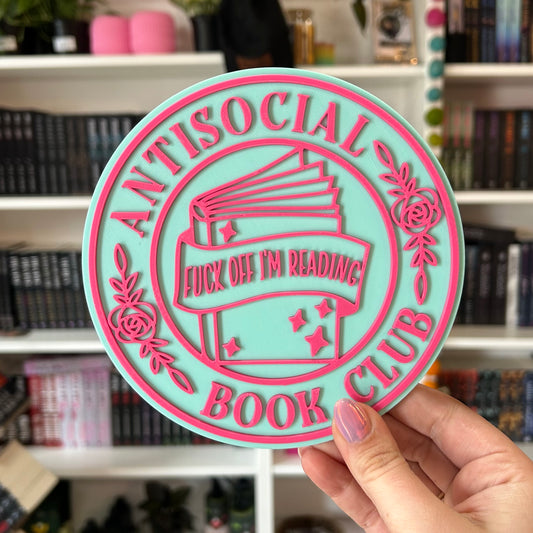 ANTISOCIAL
FUCK OFF I'M READING
BOOK CLUB